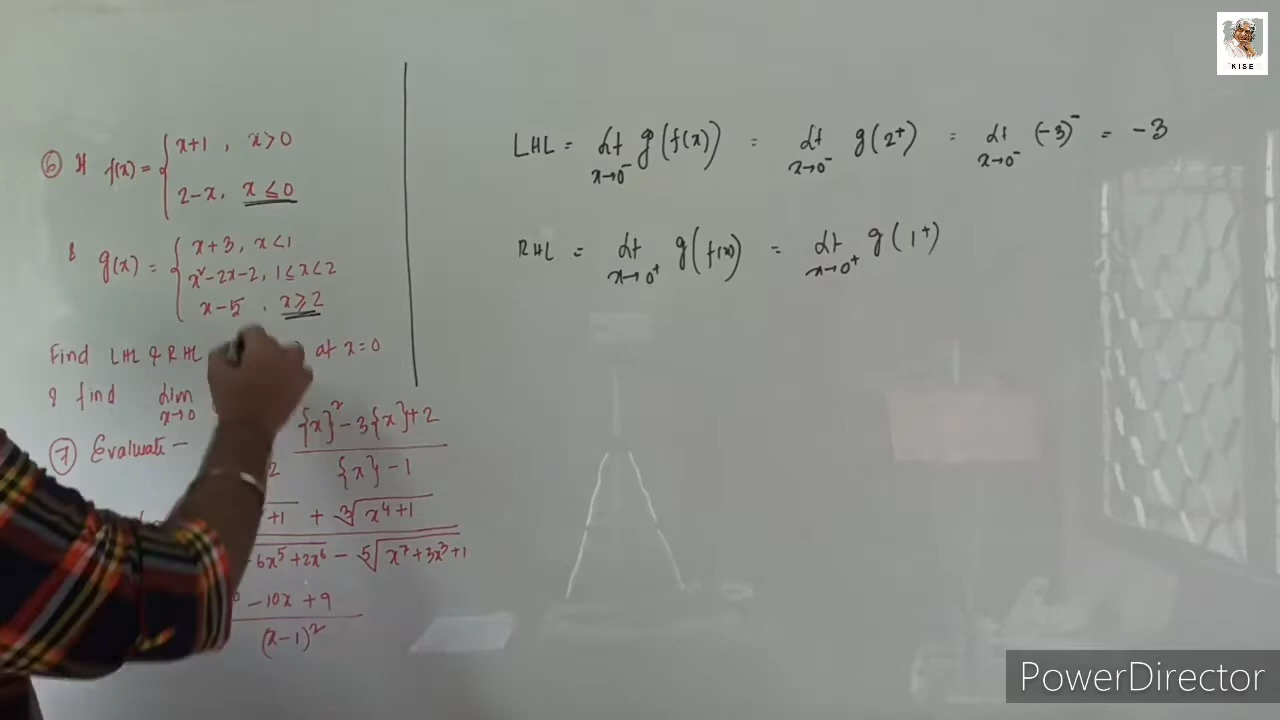 KISE
⑥ If f(x) = { x+1 , x > 0
2-x , x ≤ 0
& g(x) = { x+3 , x < 1
x²-2x-2 , 1 ≤ x < 2
x-5 , x ≥ 2
Find LHL & RHL at x=0
& find Lim x→0
⑦ Evaluate -
{x}² - 3{x} + 2
2 {x} - 1
+1 + ∛(x⁴+1)
6x⁵+2x⁶ - ⁵√(x⁷+3x³+1)
-10x + 9
(x-1)²
LHL = Lt x→0⁻ g(f(x)) = Lt x→0⁻ g(2⁺) = Lt x→0⁻ (-3)⁻ = -3
RHL = Lt x→0⁺ g(f(x)) = Lt x→0⁺ g(1⁺)
PowerDirector